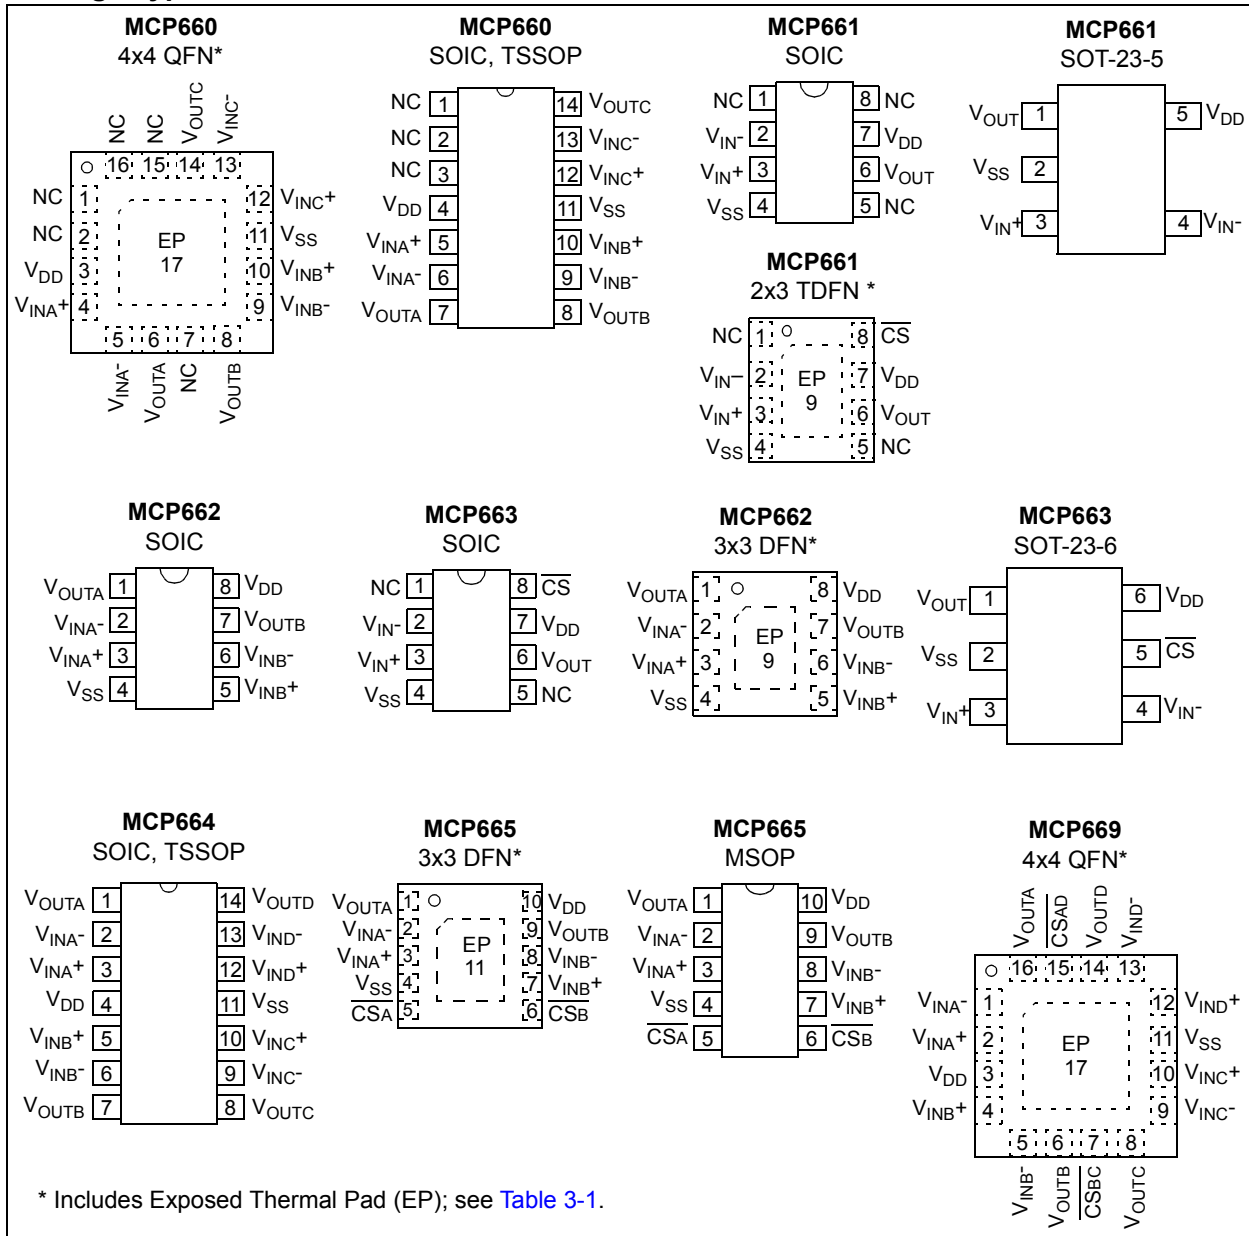 MCP660
4x4 QFN*
NC
NC
VOUTC
VINC-
16 15 14 13
NC 1
NC 2
VDD 3
VINA+ 4
EP
17
12 VINC+
11 VSS
10 VINB+
9 VINB-
5 6 7 8
VINA-
VOUTA
NC
VOUTB
MCP660
SOIC, TSSOP
NC 1 14 VOUTC
NC 2 13 VINC-
NC 3 12 VINC+
VDD 4 11 VSS
VINA+ 5 10 VINB+
VINA- 6 9 VINB-
VOUTA 7 8 VOUTB
MCP661
SOIC
NC 1 8 NC
VIN- 2 7 VDD
VIN+ 3 6 VOUT
VSS 4 5 NC
MCP661
2x3 TDFN *
NC 1 8 CS
VIN– 2 7 VDD
VIN+ 3 6 VOUT
VSS 4 5 NC
EP
9
MCP661
SOT-23-5
VOUT 1 5 VDD
VSS 2
VIN+ 3 4 VIN-
MCP662
SOIC
VOUTA 1 8 VDD
VINA- 2 7 VOUTB
VINA+ 3 6 VINB-
VSS 4 5 VINB+
MCP663
SOIC
NC 1 8 CS
VIN- 2 7 VDD
VIN+ 3 6 VOUT
VSS 4 5 NC
MCP662
3x3 DFN*
VOUTA 1 8 VDD
VINA- 2 7 VOUTB
VINA+ 3 6 VINB-
VSS 4 5 VINB+
EP
9
MCP663
SOT-23-6
VOUT 1 6 VDD
VSS 2 5 CS
VIN+ 3 4 VIN-
MCP664
SOIC, TSSOP
VOUTA 1 14 VOUTD
VINA- 2 13 VIND-
VINA+ 3 12 VIND+
VDD 4 11 VSS
VINB+ 5 10 VINC+
VINB- 6 9 VINC-
VOUTB 7 8 VOUTC
MCP665
3x3 DFN*
VOUTA 1 10 VDD
VINA- 2 9 VOUTB
VINA+ 3 8 VINB-
VSS 4 7 VINB+
CSA 5 6 CSB
EP
11
MCP665
MSOP
VOUTA 1 10 VDD
VINA- 2 9 VOUTB
VINA+ 3 8 VINB-
VSS 4 7 VINB+
CSA 5 6 CSB
MCP669
4x4 QFN*
VOUTA
CSAD
VOUTD
VIND-
16 15 14 13
VINA- 1 12 VIND+
VINA+ 2 11 VSS
VDD 3 10 VINC+
VINB+ 4 9 VINC-
EP
17
5 6 7 8
VINB-
VOUTB
CSBC
VOUTC
* Includes Exposed Thermal Pad (EP); see Table 3-1.